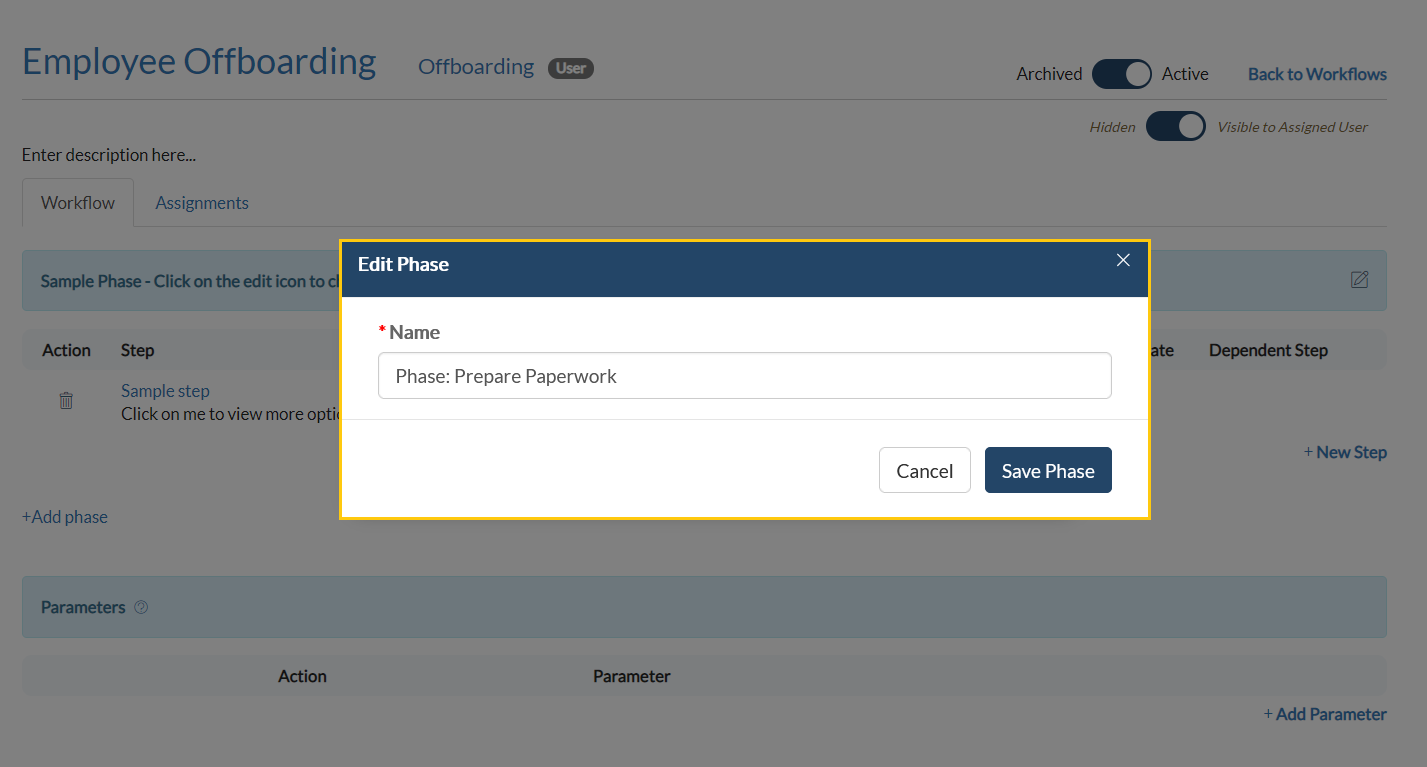 Employee Offboarding
Offboarding User
Archived Active Back to Workflows
Hidden Visible to Assigned User
Enter description here...
Workflow Assignments
Sample Phase - Click on the edit icon to
Edit Phase
* Name
Phase: Prepare Paperwork
Cancel Save Phase
Action Step Dependent Step
Sample step
Click on me to view more
+ New Step
+Add phase
Parameters
Action Parameter
+ Add Parameter